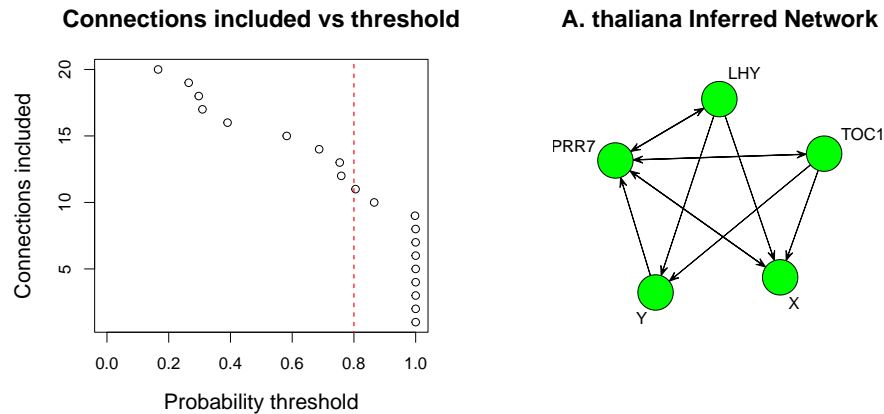 Connections included vs threshold
A. thaliana Inferred Network
20
15
10
5
Connections included
0.0 0.2 0.4 0.6 0.8 1.0
Probability threshold
LHY
TOC1
PRR7
X
Y